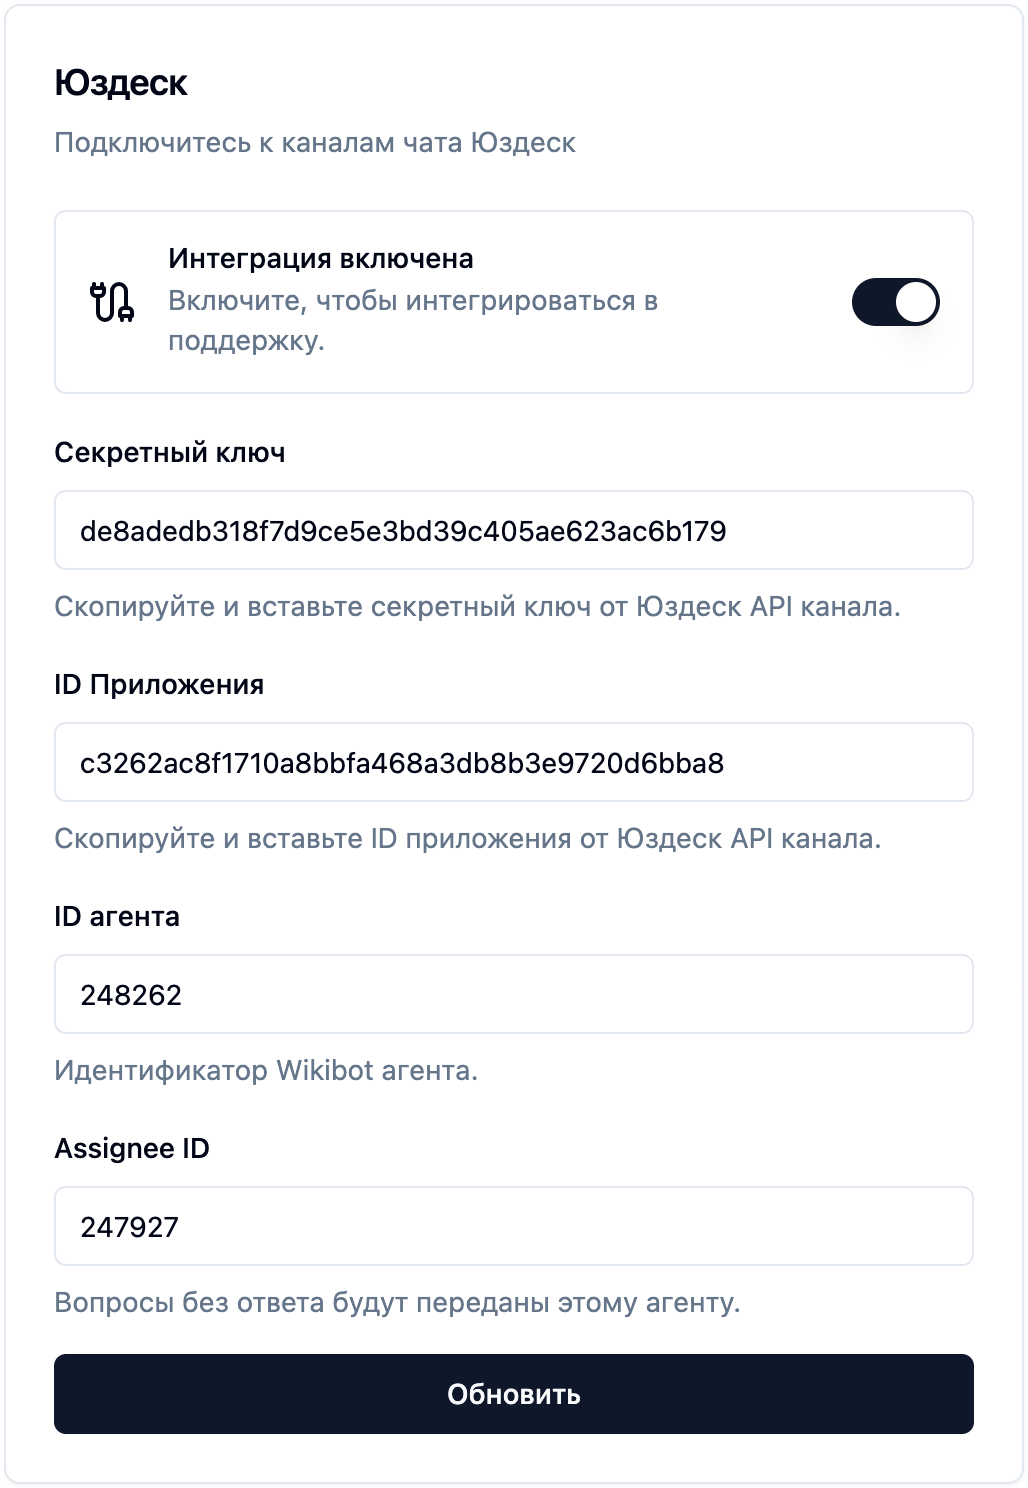 Юздеск
Подключитесь к каналам чата Юздеск
Интеграция включена
Включите, чтобы интегрироваться в
поддержку.
Секретный ключ
de8adedb318f7d9ce5e3bd39c405ae623ac6b179
Скопируйте и вставьте секретный ключ от Юздеск API канала.
ID Приложения
c3262ac8f1710a8bbfa468a3db8b3e9720d6bba8
Скопируйте и вставьте ID приложения от Юздеск API канала.
ID агента
248262
Идентификатор Wikibot агента.
Assignee ID
247927
Вопросы без ответа будут переданы этому агенту.
Обновить